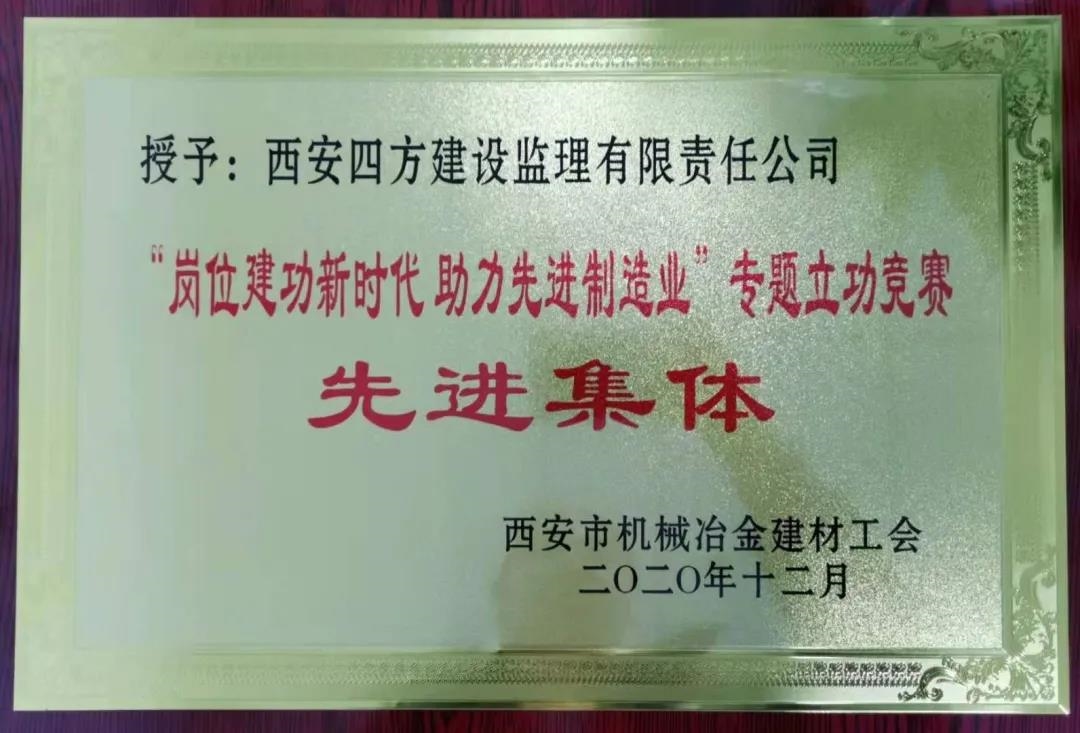 授予：西安四方建设监理有限责任公司
“岗位建功新时代 助力先进制造业”专题立功竞赛
先进集体
西安市机械冶金建材工会
二〇二〇年十二月